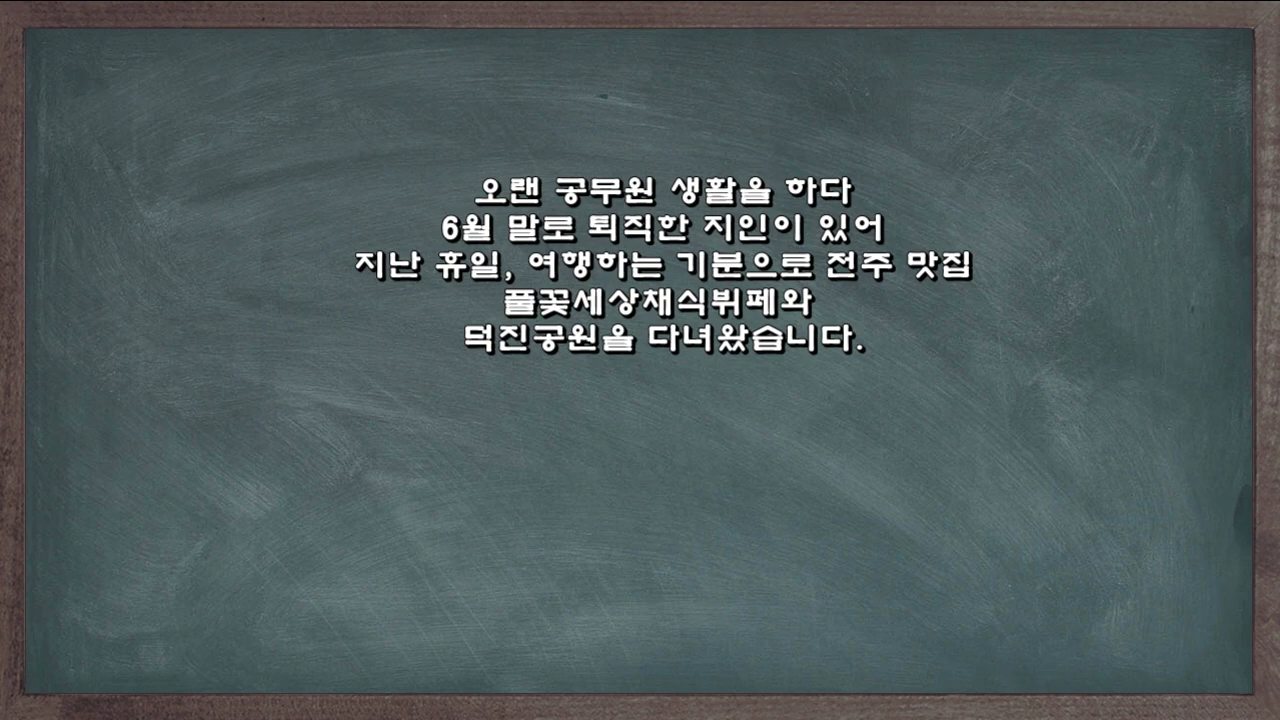 오랜 공무원 생활을 하다
6월 말로 퇴직한 지인이 있어
지난 휴일, 여행하는 기분으로 전주 맛집
풀꽃세상채식뷔페와
덕진공원을 다녀왔습니다.